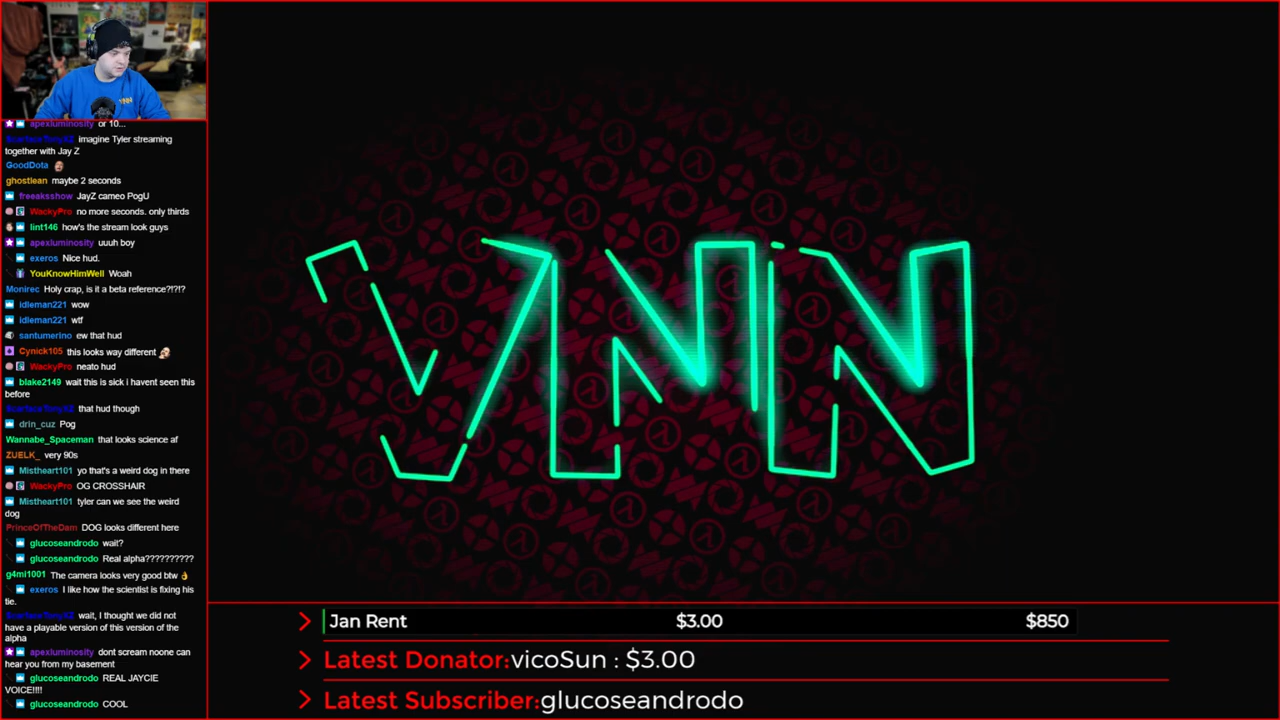 apexluminosity or 10...
imagine Tyler streaming
together with Jay Z
GoodDota
ghostlean maybe 2 seconds
freeaksshow JayZ cameo PogU
WackyPro no more seconds. only thirds
lint146 how's the stream look guys
apexluminosity uuuh boy
exeros Nice hud.
YouKnowHimWell Woah
Monirec Holy crap, is it a beta reference?!?!?
idleman221 wow
idleman221 wtf
santumerino ew that hud
Cynick105 this looks way different
WackyPro neato hud
blake2149 wait this is sick i havent seen this
before
that hud though
drin_cuz Pog
Wannabe_Spaceman that looks science af
ZUELK_ very 90s
Mistheart101 yo that's a weird dog in there
WackyPro OG CROSSHAIR
Mistheart101 tyler can we see the weird
dog
PrinceOfTheDam DOG looks different here
glucoseandrodo wait?
glucoseandrodo Real alpha??????????
g4mi1001 The camera looks very good btw 👌
exeros I like how the scientist is fixing his
tie.
wait, I thought we did not
have a playable version of this version of the
alpha
apexluminosity dont scream noone can
hear you from my basement
glucoseandrodo REAL JAYCIE
VOICE!!!!
glucoseandrodo COOL
VNN
Jan Rent $3.00 $850
Latest Donator:vicoSun : $3.00
Latest Subscriber:glucoseandrodo